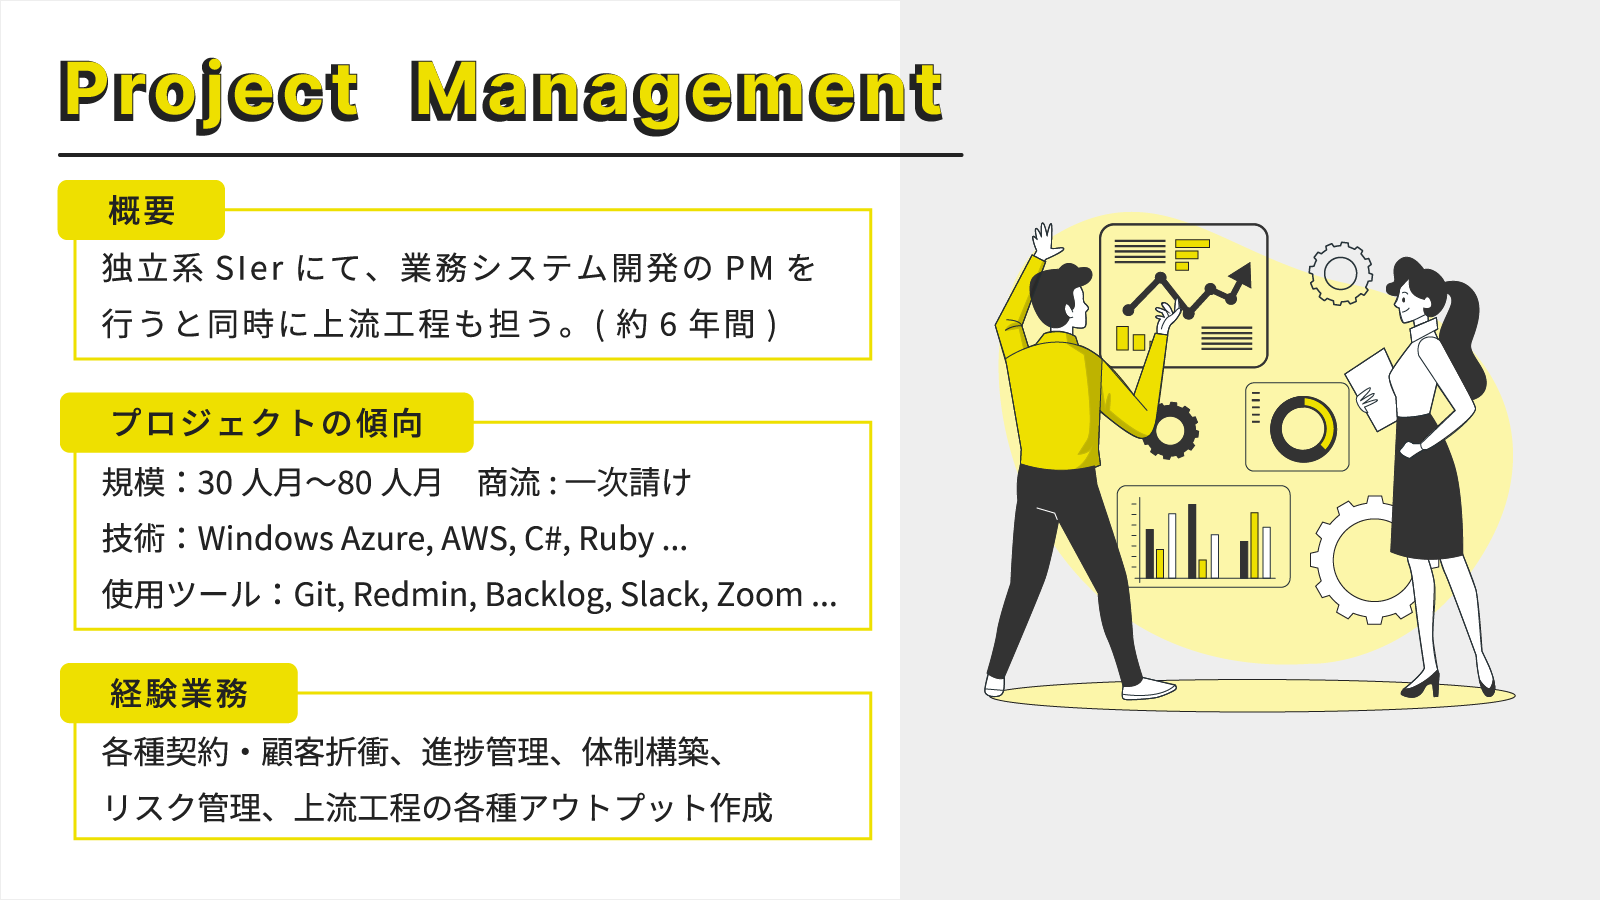 Project Management
概要
独立系 SIer にて、業務システム開発の PM を
行うと同時に上流工程も担う。( 約 6 年間 )
プロジェクトの傾向
規模：30 人月〜80 人月　商流 : 一次請け
技術：Windows Azure, AWS, C#, Ruby ...
使用ツール：Git, Redmin, Backlog, Slack, Zoom ...
経験業務
各種契約・顧客折衝、進捗管理、体制構築、
リスク管理、上流工程の各種アウトプット作成